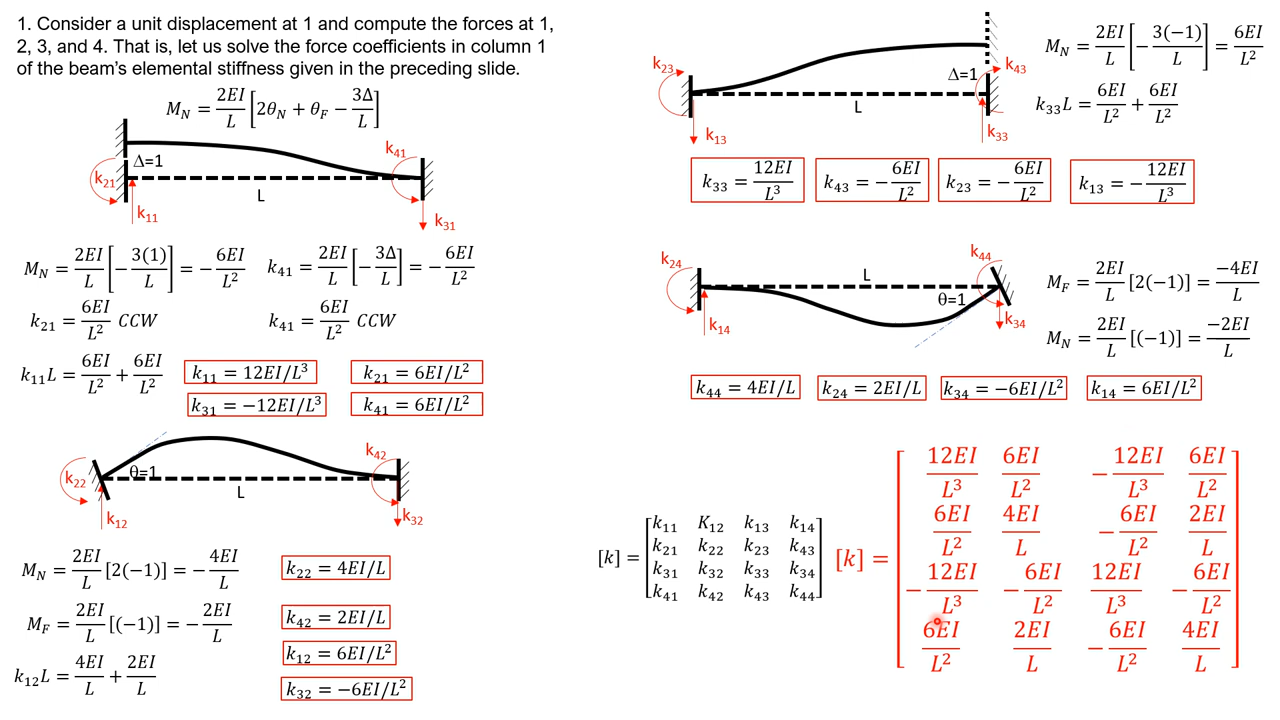 1. Consider a unit displacement at 1 and compute the forces at 1,
2, 3, and 4. That is, let us solve the force coefficients in column 1
of the beam's elemental stiffness given in the preceding slide.
M_N = 2EI/L [2θ_N + θ_F − 3Δ/L]
k41
Δ=1
k21
L
k11
k31
M_N = 2EI/L [− 3(1)/L] = − 6EI/L²
k41 = 2EI/L [− 3Δ/L] = − 6EI/L²
k21 = 6EI/L² CCW
k41 = 6EI/L² CCW
k11L = 6EI/L² + 6EI/L²
k11 = 12EI/L³
k21 = 6EI/L²
k31 = −12EI/L³
k41 = 6EI/L²
k42
θ=1
k22
L
k12
k32
M_N = 2EI/L [2(−1)] = − 4EI/L
k22 = 4EI/L
M_F = 2EI/L [(−1)] = − 2EI/L
k42 = 2EI/L
k12 = 6EI/L²
k12L = 4EI/L + 2EI/L
k32 = −6EI/L²
k23
Δ=1
k43
L
k13
k33
M_N = 2EI/L [− 3(−1)/L] = 6EI/L²
k33L = 6EI/L² + 6EI/L²
k33 = 12EI/L³
k43 = − 6EI/L²
k23 = − 6EI/L²
k13 = − 12EI/L³
k24
k44
L
θ=1
k14
k34
M_F = 2EI/L [2(−1)] = −4EI/L
M_N = 2EI/L [(−1)] = −2EI/L
k44 = 4EI/L
k24 = 2EI/L
k34 = −6EI/L²
k14 = 6EI/L²
[k] =
k11 K12 k13 k14
k21 k22 k23 k43
k31 k32 k33 k34
k41 k42 k43 k44
[k] =
12EI/L³ 6EI/L² − 12EI/L³ 6EI/L²
6EI/L² 4EI/L − 6EI/L² 2EI/L
− 12EI/L³ − 6EI/L² 12EI/L³ − 6EI/L²
6EI/L² 2EI/L − 6EI/L² 4EI/L